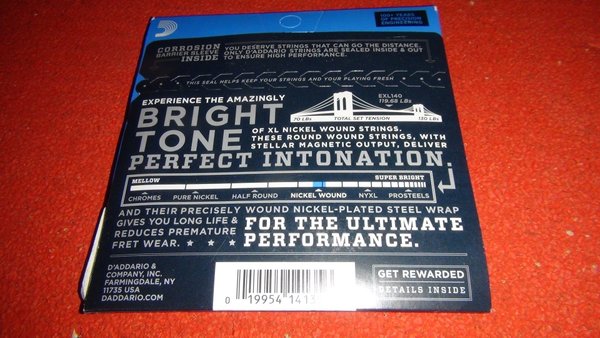 100+ YEARS
OF PRECISION
ENGINEERING
CORROSION
BARRIER SLEEVE
INSIDE
YOU DESERVE STRINGS THAT CAN GO THE DISTANCE.
ONLY D'ADDARIO STRINGS ARE SEALED INSIDE & OUT
TO ENSURE HIGH PERFORMANCE.
THIS SEAL HELPS KEEP YOUR STRINGS AND YOUR PLAYING FRESH
EXPERIENCE THE AMAZINGLY
BRIGHT
TONE
EXL140
119.68 LBs
70 LBs TOTAL SET TENSION 120 LBs
OF XL NICKEL WOUND STRINGS.
THESE ROUND WOUND STRINGS, WITH
STELLAR MAGNETIC OUTPUT, DELIVER
PERFECT INTONATION.
MELLOW SUPER BRIGHT
CHROMES PURE NICKEL HALF ROUND NICKEL WOUND NYXL PROSTEELS
AND THEIR PRECISELY WOUND NICKEL-PLATED STEEL WRAP
GIVES YOU LONG LIFE &
REDUCES PREMATURE
FRET WEAR.
FOR THE ULTIMATE
PERFORMANCE.
D'ADDARIO &
COMPANY, INC.
FARMINGDALE, NY
11735 USA
DADDARIO.COM
0 19954 1413
GET REWARDED
DETAILS INSIDE